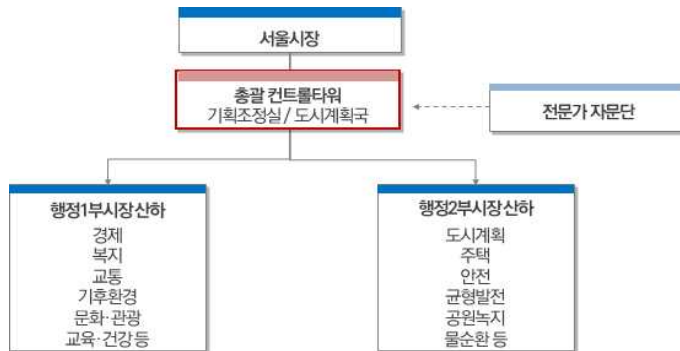 서울시장
총괄 컨트롤타워
기획조정실 / 도시계획국
전문가 자문단
행정1부시장 산하
경제
복지
교통
기후환경
문화·관광
교육·건강 등
행정2부시장 산하
도시계획
주택
안전
균형발전
공원녹지
물순환 등